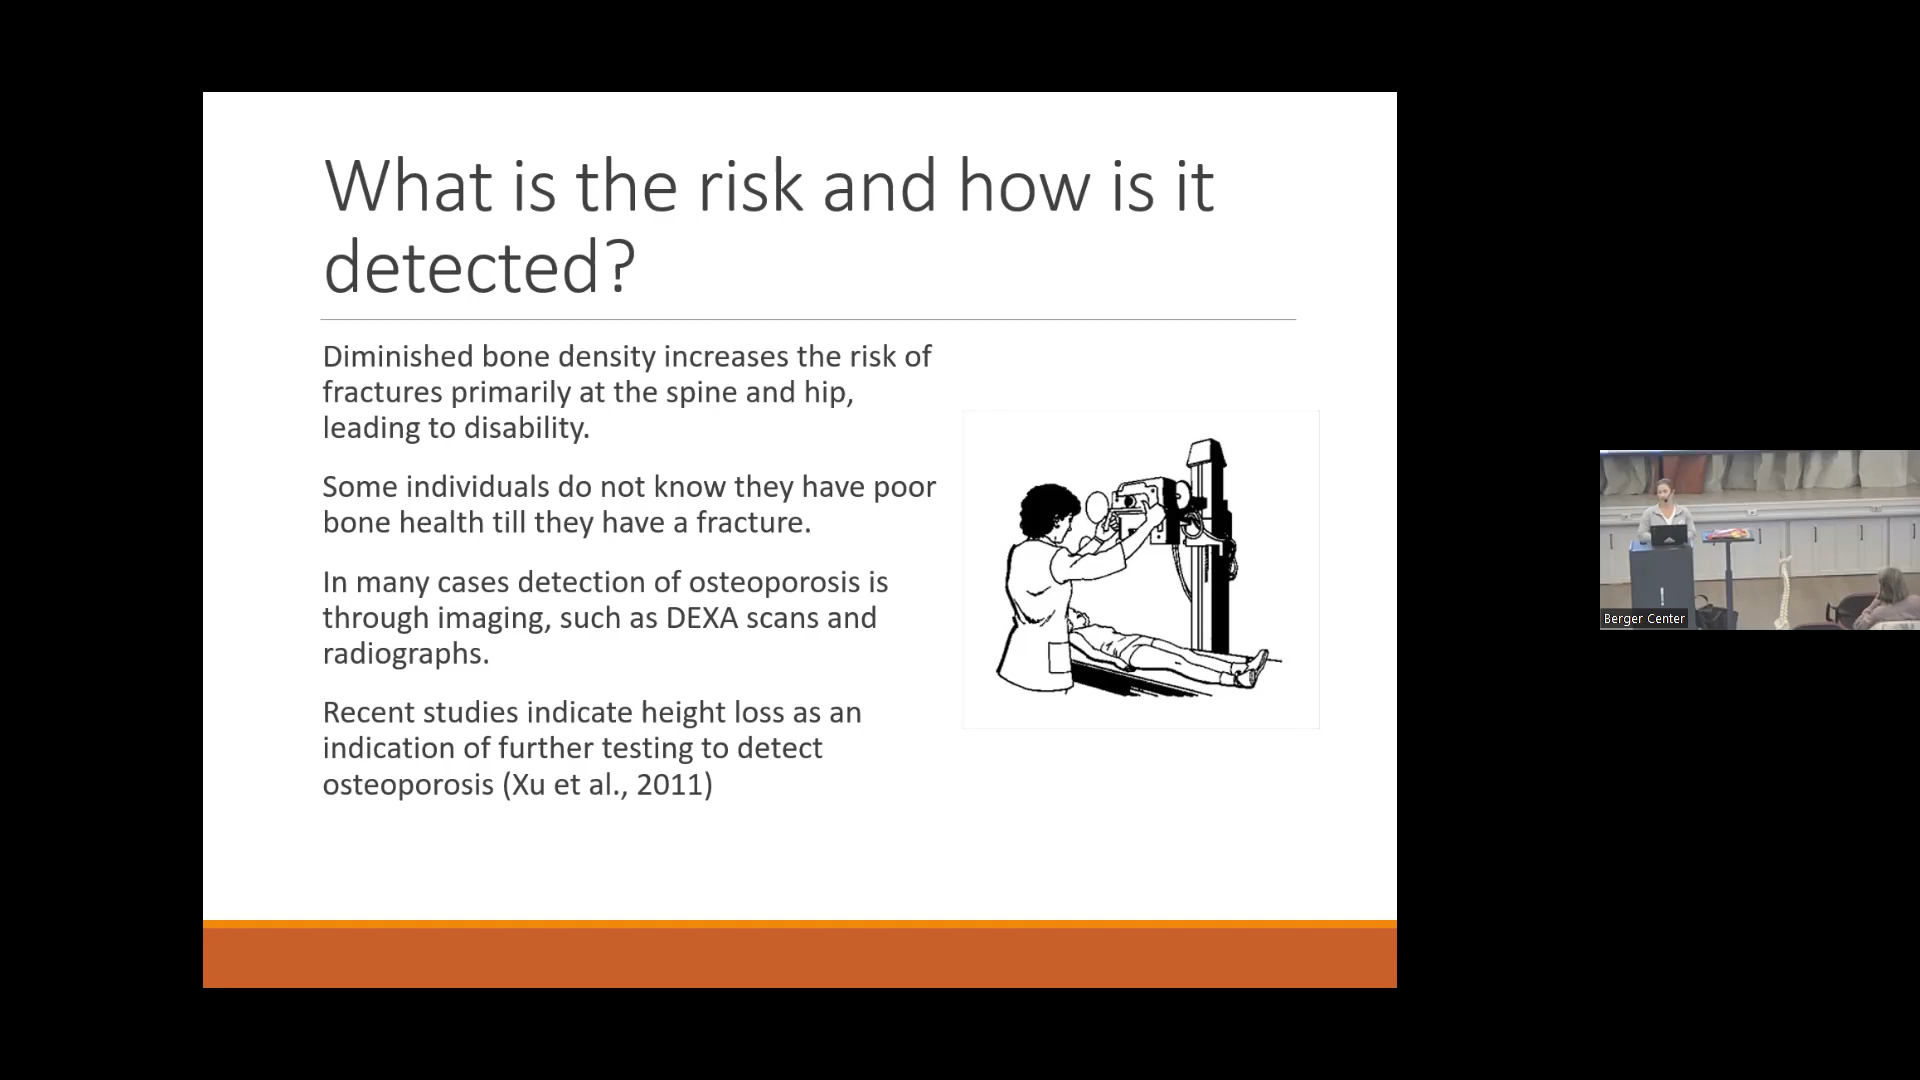 What is the risk and how is it
detected?
Diminished bone density increases the risk of
fractures primarily at the spine and hip,
leading to disability.
Some individuals do not know they have poor
bone health till they have a fracture.
In many cases detection of osteoporosis is
through imaging, such as DEXA scans and
radiographs.
Recent studies indicate height loss as an
indication of further testing to detect
osteoporosis (Xu et al., 2011)
Berger Center